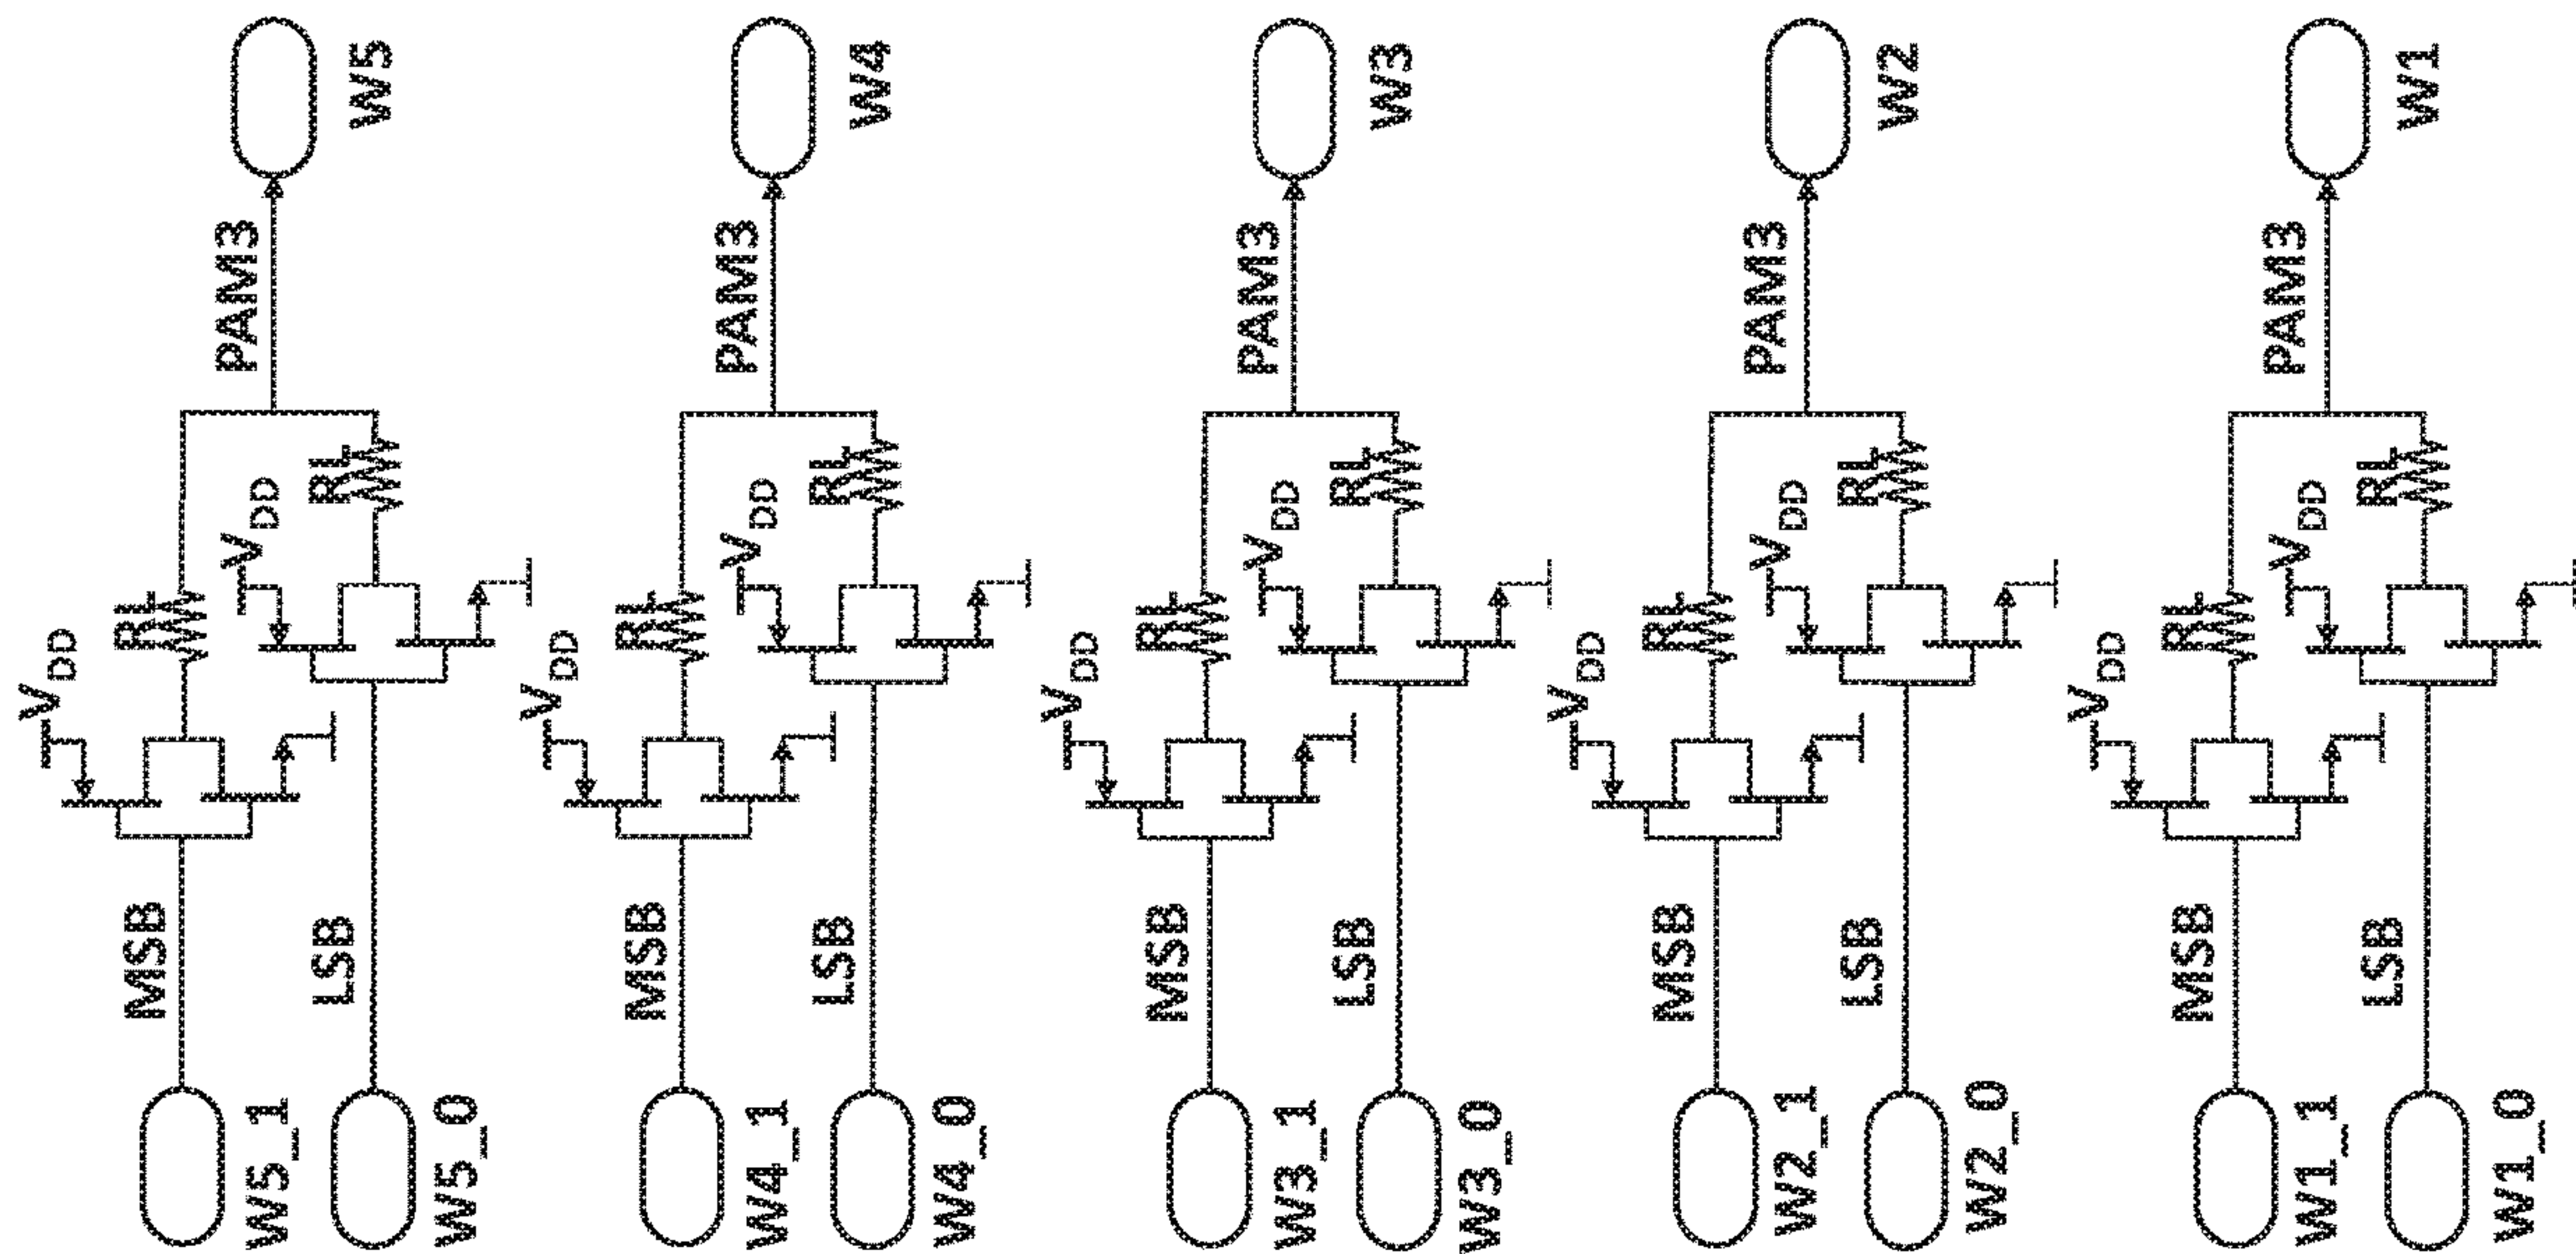 VDD
MSB
RL
PAM3
VDD
W5_1
LSB
RL
W5
W5_0
VDD
MSB
RL
PAM3
VDD
W4_1
LSB
RL
W4
W4_0
VDD
MSB
RL
PAM3
VDD
W3_1
LSB
RL
W3
W3_0
VDD
MSB
RL
PAM3
VDD
W2_1
LSB
RL
W2
W2_0
VDD
MSB
RL
PAM3
VDD
W1_1
LSB
RL
W1
W1_0